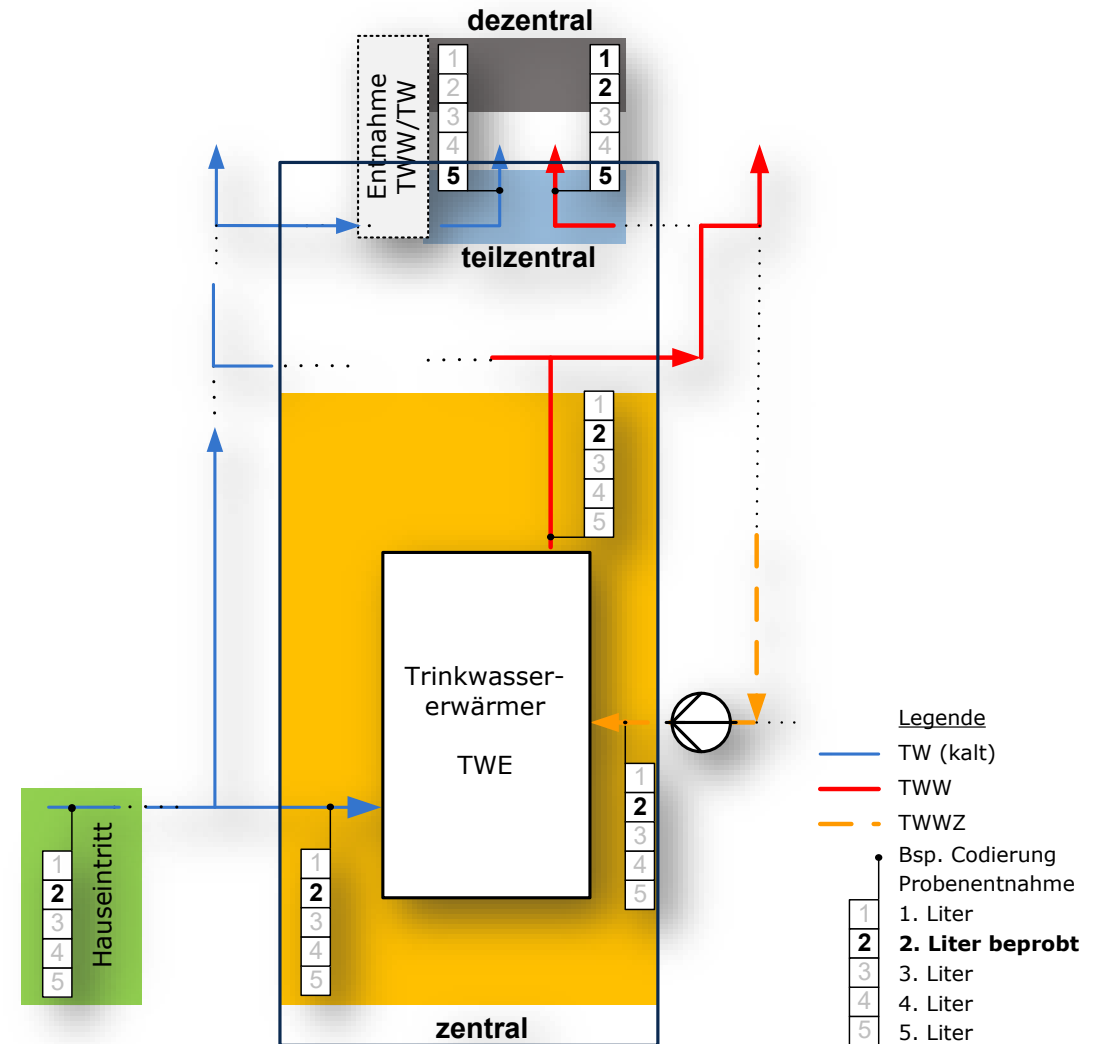 dezentral
Entnahme
TWW/TW
1
2
3
4
5
1
2
3
4
5
teilzentral
1
2
3
4
5
Trinkwasser-
erwärmer
TWE
1
2
3
4
5
1
2
3
4
5
Hauseintritt
1
2
3
4
5
zentral
Legende
TW (kalt)
TWW
TWWZ
Bsp. Codierung
Probenentnahme
1 1. Liter
2 2. Liter beprobt
3 3. Liter
4 4. Liter
5 5. Liter